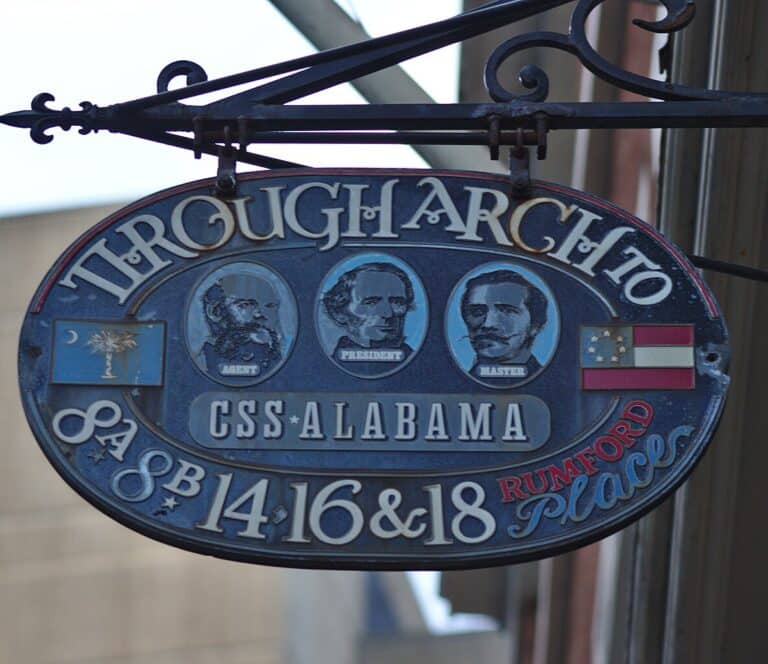 THROUGH ARCH TO
AGENT
PRESIDENT
MASTER
CSS★ALABAMA
8A
8B
14·16&18
RUMFORD
Place